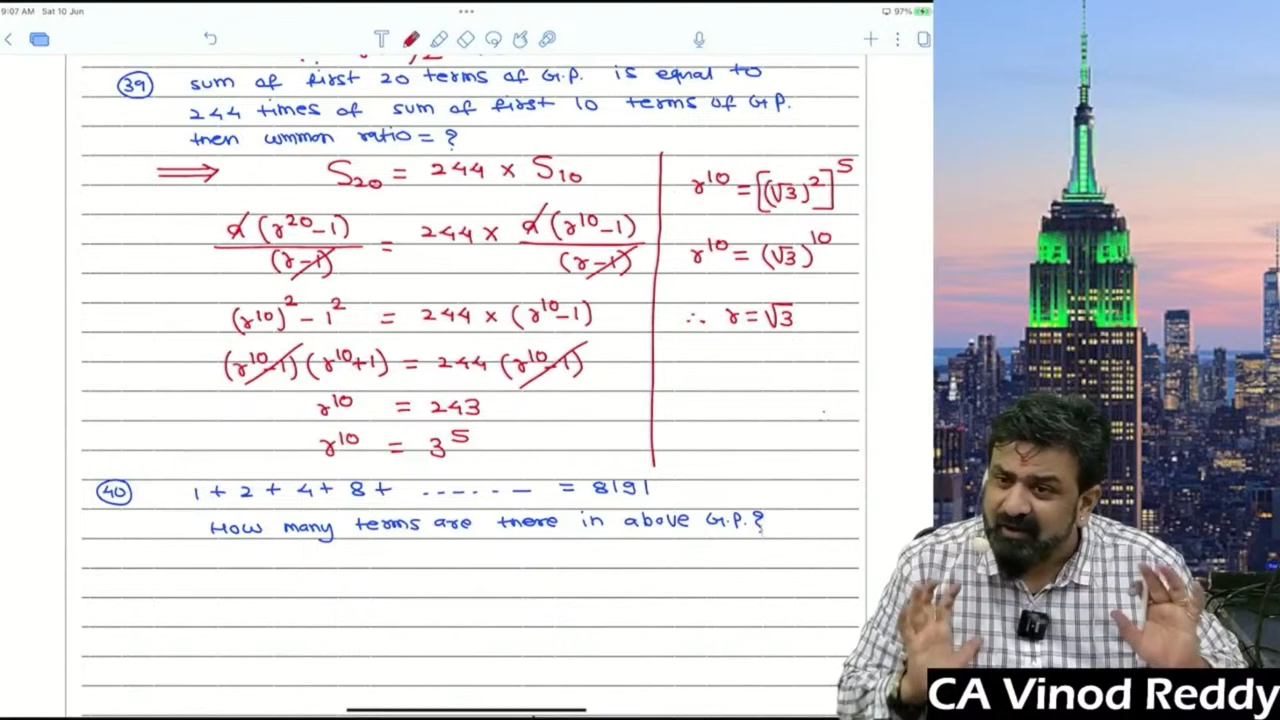 9:07 AM Sat 10 Jun
97%
T
39 sum of first 20 terms of G.P. is equal to
244 times of sum of first 10 terms of G.P.
then common ratio = ?
⟹ S₂₀ = 244 × S₁₀
a(r²⁰-1)/(r-1) = 244 × a(r¹⁰-1)/(r-1)
(r¹⁰)² - 1² = 244 × (r¹⁰-1)
(r¹⁰-1)(r¹⁰+1) = 244 (r¹⁰-1)
r¹⁰ = 243
r¹⁰ = 3⁵
r¹⁰ = [(√3)²]⁵
r¹⁰ = (√3)¹⁰
∴ r = √3
40 1 + 2 + 4 + 8 + ....... = 8191
How many terms are there in above G.P.?
CA Vinod Reddy